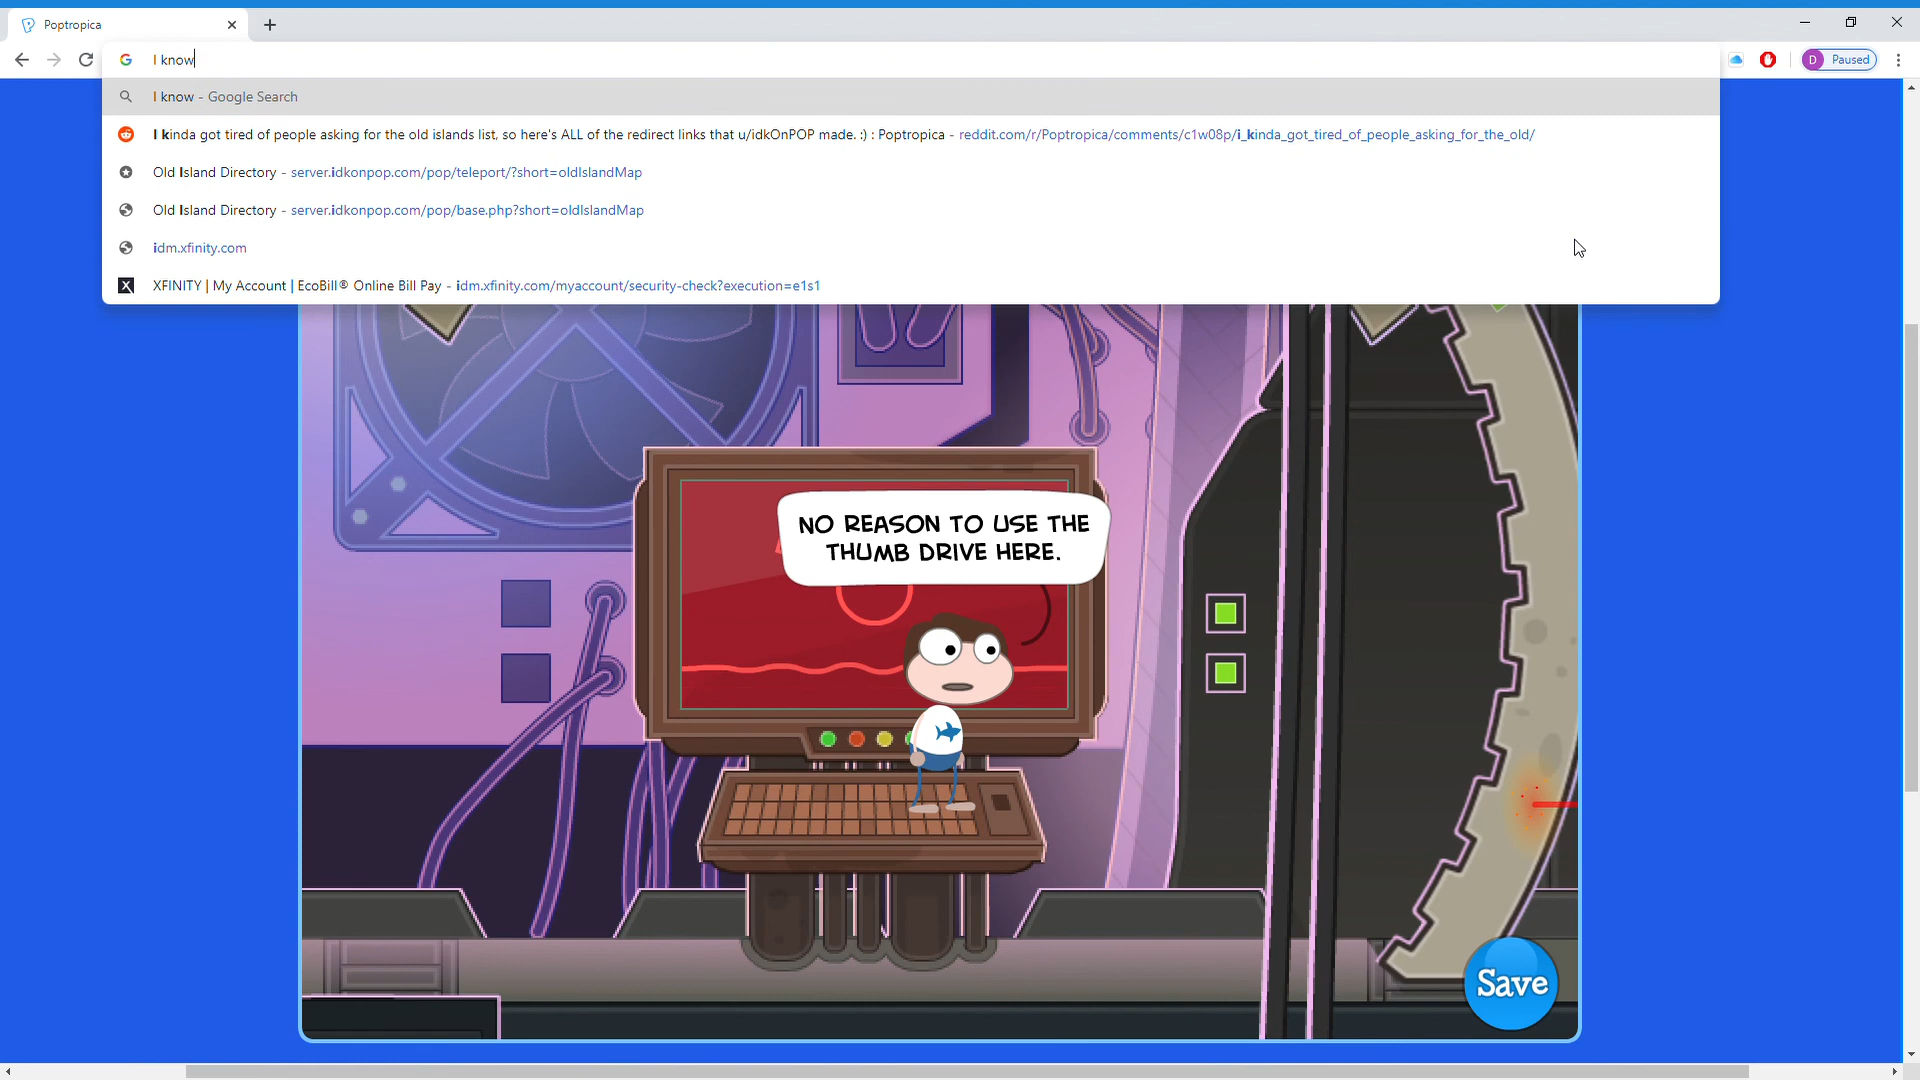 Poptropica
I know
D Paused
I know - Google Search
I kinda got tired of people asking for the old islands list, so here's ALL of the redirect links that u/idkOnPOP made. :) : Poptropica - reddit.com/r/Poptropica/comments/c1w08p/i_kinda_got_tired_of_people_asking_for_the_old/
Old Island Directory - server.idkonpop.com/pop/teleport/?short=oldIslandMap
Old Island Directory - server.idkonpop.com/pop/base.php?short=oldIslandMap
idm.xfinity.com
X XFINITY | My Account | EcoBill® Online Bill Pay - idm.xfinity.com/myaccount/security-check?execution=e1s1
NO REASON TO USE THE
THUMB DRIVE HERE.
Save